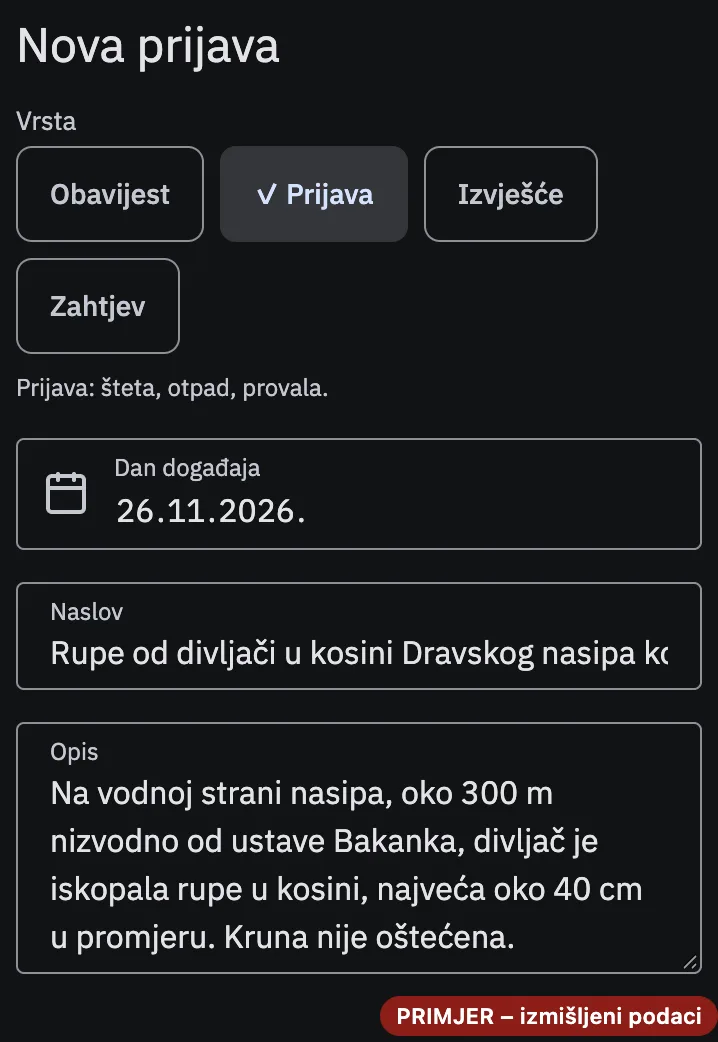 Nova prijava
Vrsta
Obavijest
✓ Prijava
Izvješće
Zahtjev
Prijava: šteta, otpad, provala.
Dan događaja
26.11.2026.
Naslov
Rupe od divljači u kosini Dravskog nasipa
Opis
Na vodnoj strani nasipa, oko 300 m
nizvodno od ustave Bakanka, divljač je
iskopala rupe u kosini, najveća oko 40 cm
u promjeru. Kruna nije oštećena.
PRIMJER – izmišljeni podaci